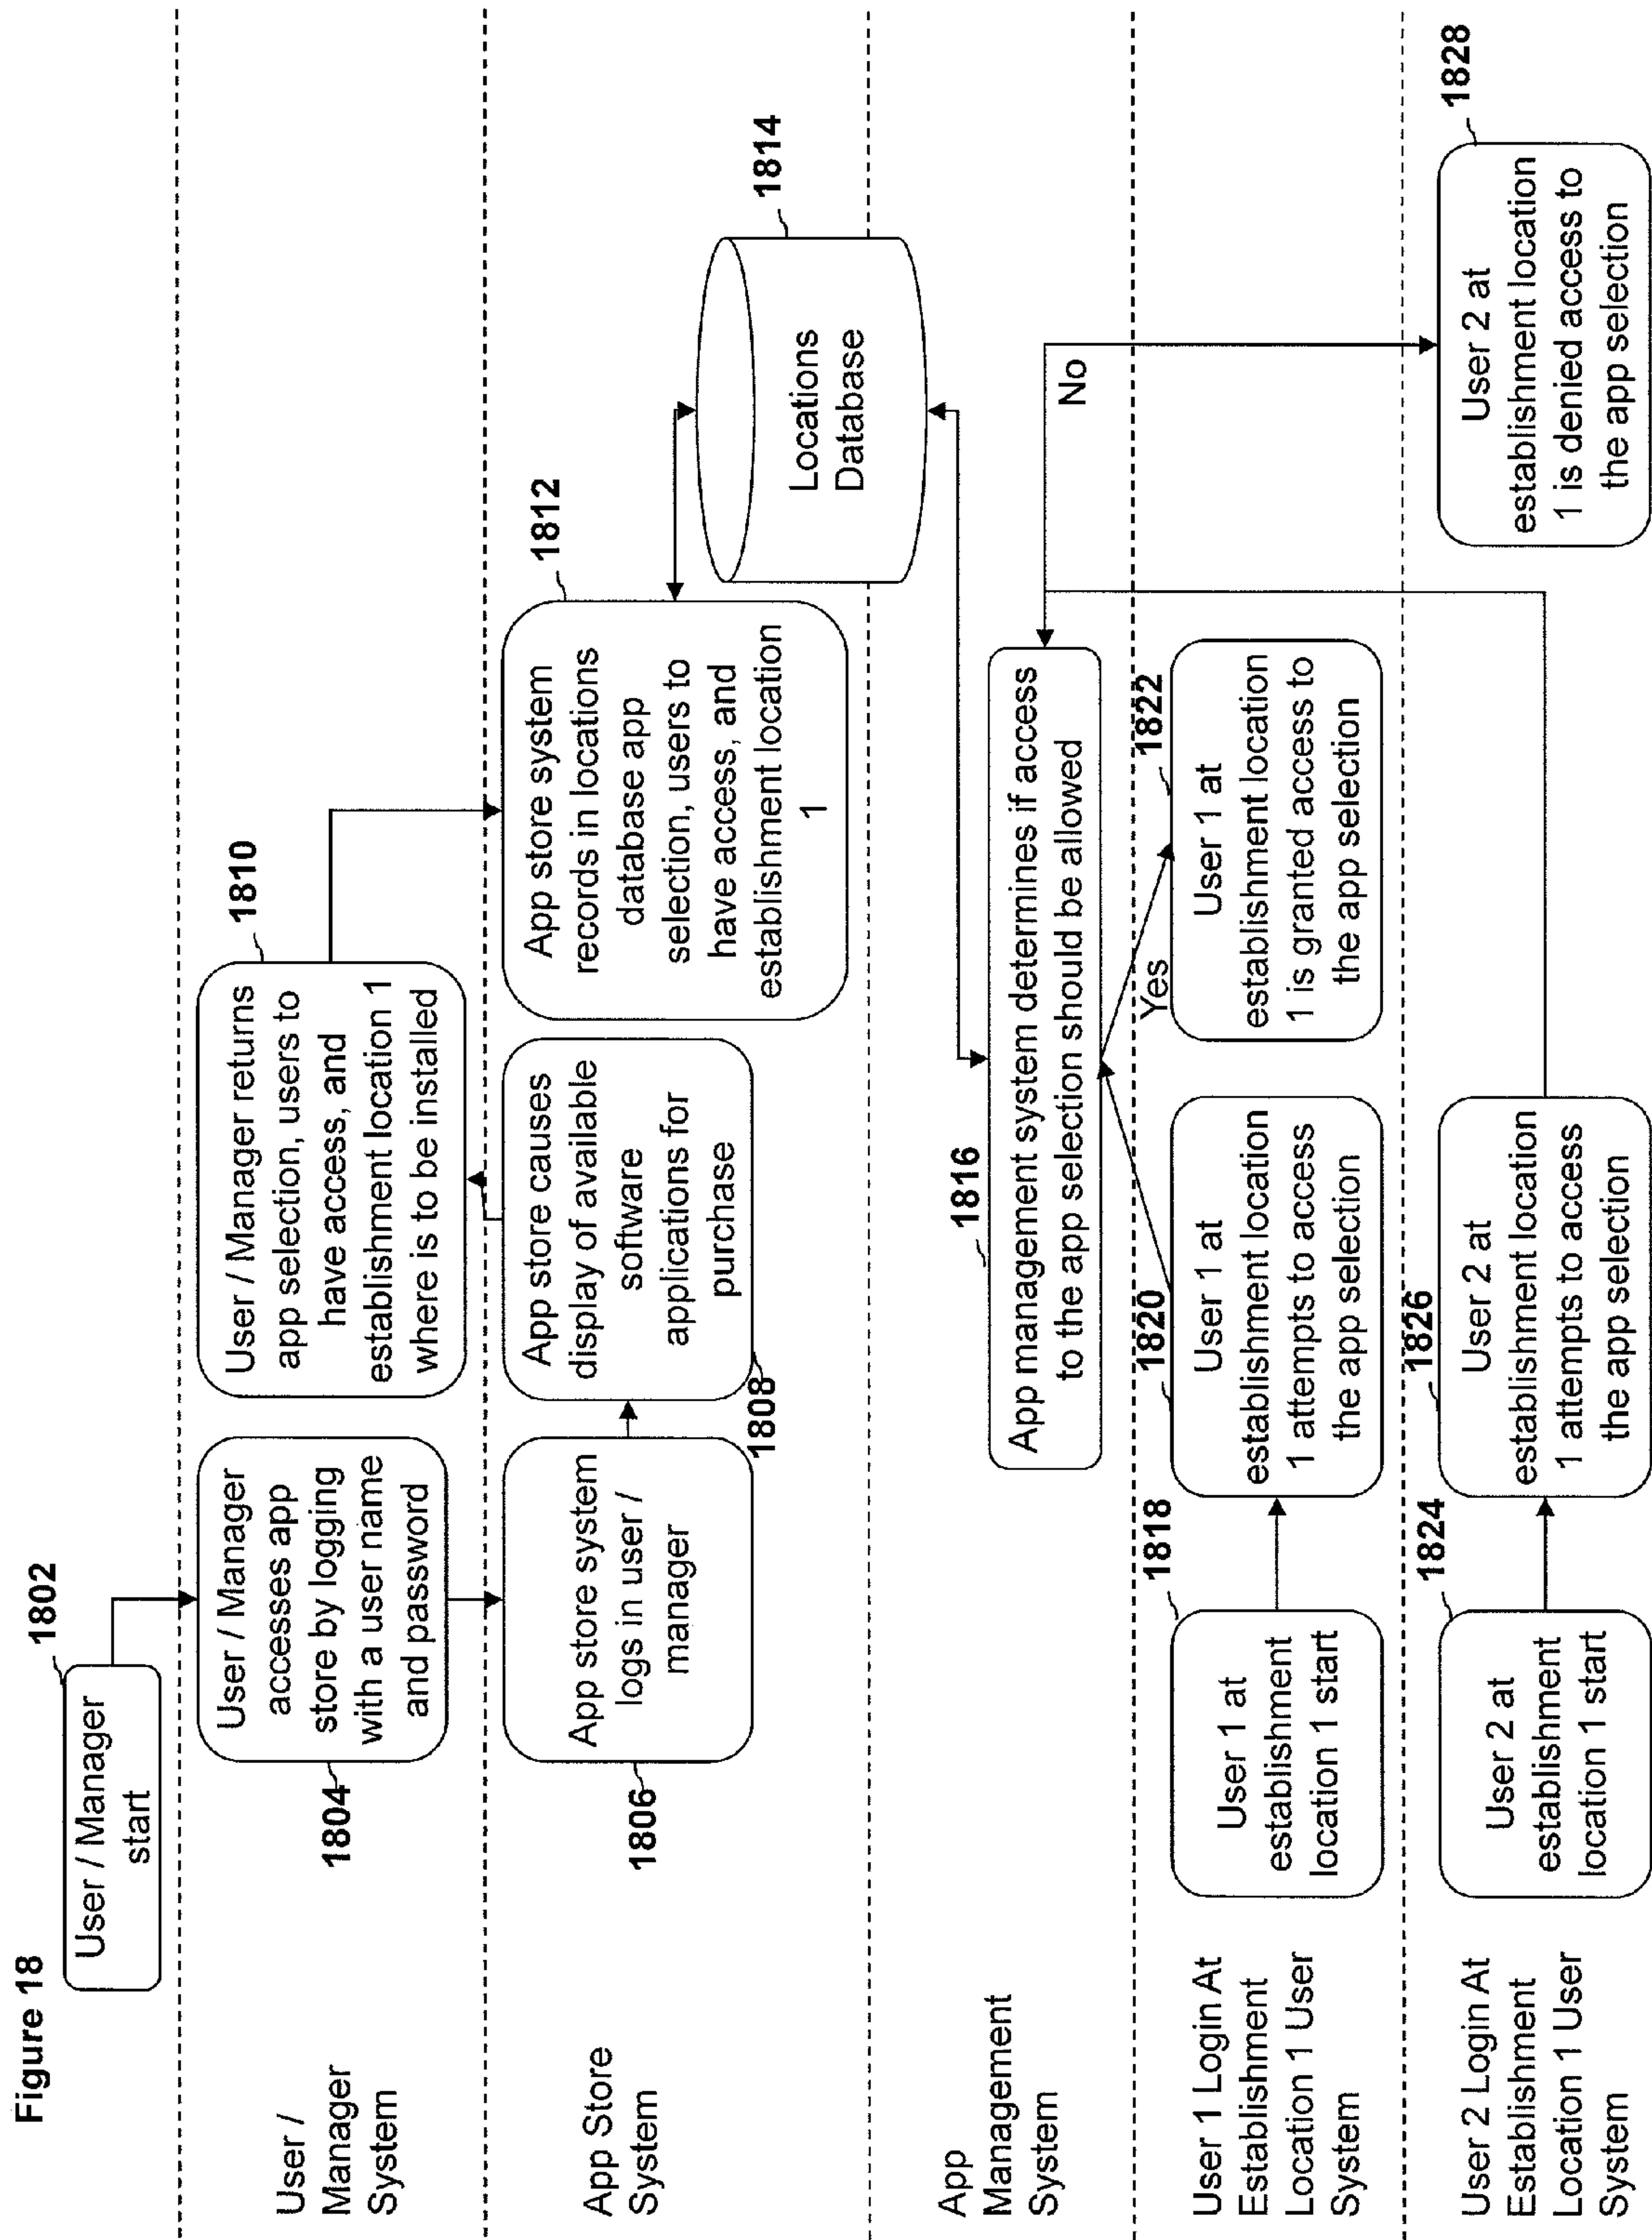 Figure 18
User / Manager
start
1802
User /
Manager
System
User / Manager
accesses app
store by logging
with a user name
and password
1804
User / Manager returns
app selection, users to
have access, and
establishment location 1
where is to be installed
1810
App Store
System
App store system
logs in user /
manager
1806
App store causes
display of available
software
applications for
purchase
1808
App store system
records in locations
database app
selection, users to
have access, and
establishment location
1
1812
Locations
Database
1814
App
Management
System
1816
App management system determines if access
to the app selection should be allowed
No
User 1 Login At
Establishment
Location 1 User
System
User 1 at
establishment
location 1 start
1818
User 1 at
establishment location
1 attempts to access
the app selection
1820
Yes
User 1 at
establishment location
1 is granted access to
the app selection
1822
User 2 Login At
Establishment
Location 1 User
System
User 2 at
establishment
location 1 start
1824
User 2 at
establishment location
1 attempts to access
the app selection
1826
User 2 at
establishment location
1 is denied access to
the app selection
1828